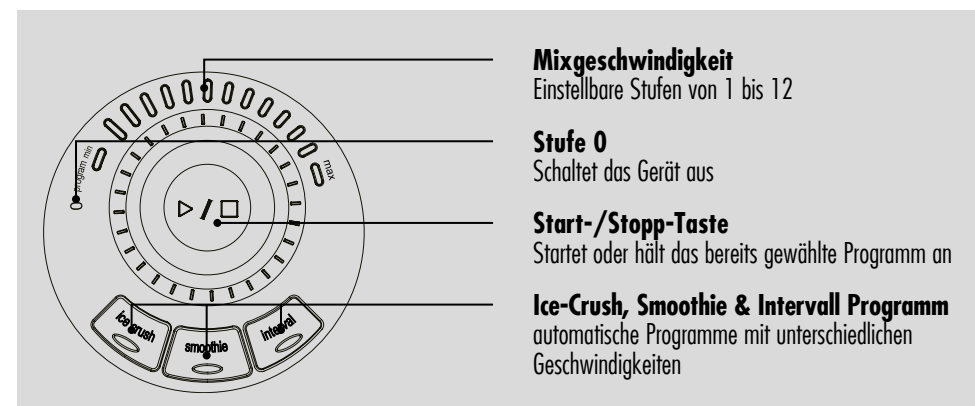 Mixgeschwindigkeit
Einstellbare Stufen von 1 bis 12
Stufe 0
Schaltet das Gerät aus
Start-/Stopp-Taste
Startet oder hält das bereits gewählte Programm an
Ice-Crush, Smoothie & Intervall Programm
automatische Programme mit unterschiedlichen
Geschwindigkeiten
0 program min
max
ice crush
smoothie
interval